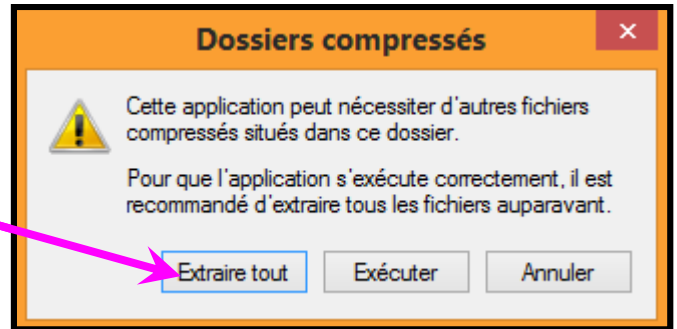 Dossiers compressés
Cette application peut nécessiter d'autres fichiers
compressés situés dans ce dossier.
Pour que l'application s'exécute correctement, il est
recommandé d'extraire tous les fichiers auparavant.
Extraire tout Exécuter Annuler